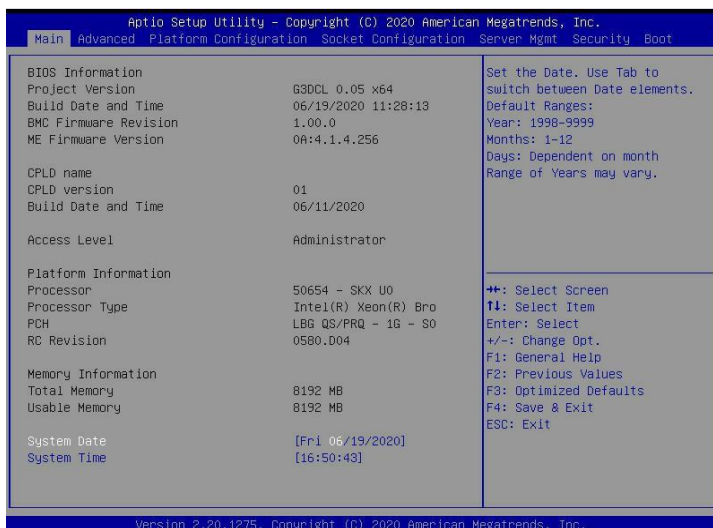 Aptio Setup Utility – Copyright (C) 2020 American Megatrends, Inc.
Main Advanced Platform Configuration Socket Configuration Server Mgmt Security Boot
BIOS Information
Project Version G3DCL 0.05 x64
Build Date and Time 06/19/2020 11:28:13
BMC Firmware Revision 1.00.0
ME Firmware Version 0A:4.1.4.256
CPLD name
CPLD version 01
Build Date and Time 06/11/2020
Access Level Administrator
Platform Information
Processor 50654 – SKX U0
Processor Type Intel(R) Xeon(R) Bro
PCH LBG QS/PRQ – 1G – S0
RC Revision 0580.D04
Memory Information
Total Memory 8192 MB
Usable Memory 8192 MB
System Date [Fri 06/19/2020]
System Time [16:50:43]
Set the Date. Use Tab to
switch between Date elements.
Default Ranges:
Year: 1998–9999
Months: 1–12
Days: Dependent on month
Range of Years may vary.
→←: Select Screen
↑↓: Select Item
Enter: Select
+/–: Change Opt.
F1: General Help
F2: Previous Values
F3: Optimized Defaults
F4: Save & Exit
ESC: Exit
Version 2.20.1275. Copyright (C) 2020 American Megatrends, Inc.